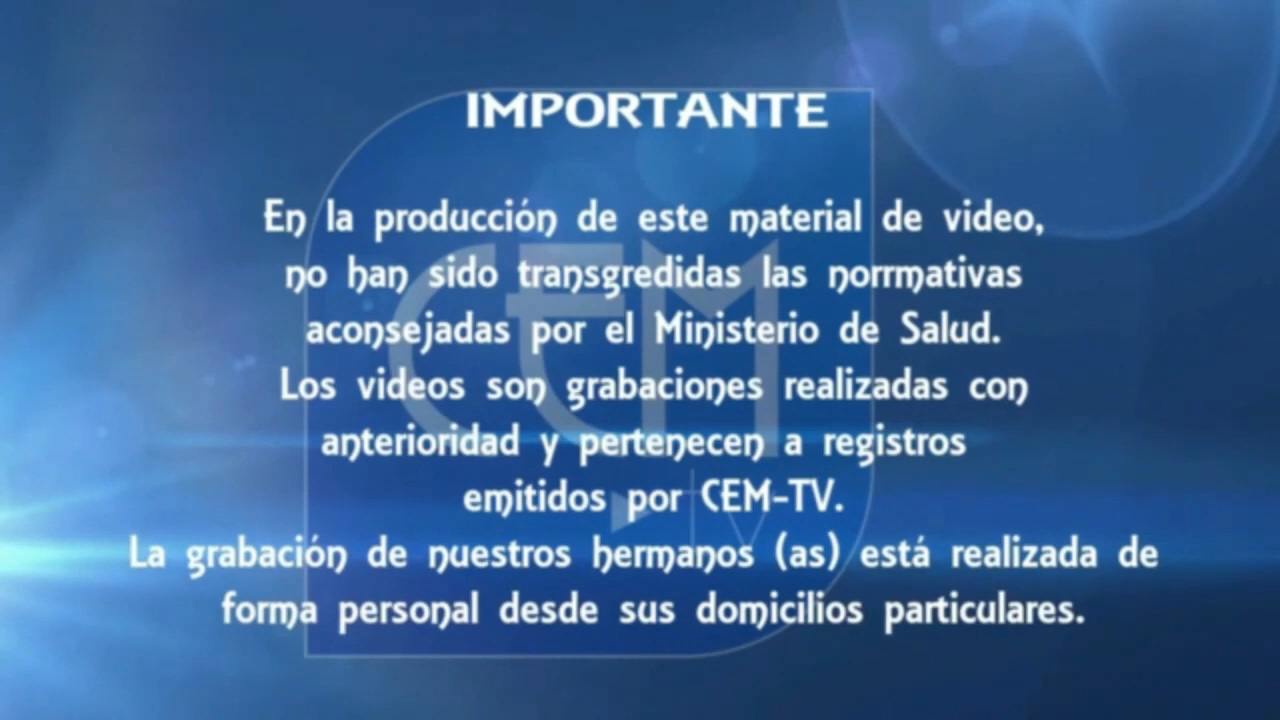 IMPORTANTE
En la producción de este material de video,
no han sido transgredidas las norrmativas
aconsejadas por el Ministerio de Salud.
Los videos son grabaciones realizadas con
anterioridad y pertenecen a registros
emitidos por CEM-TV.
La grabación de nuestros hermanos (as) está realizada de
forma personal desde sus domicilios particulares.
CEM
TV